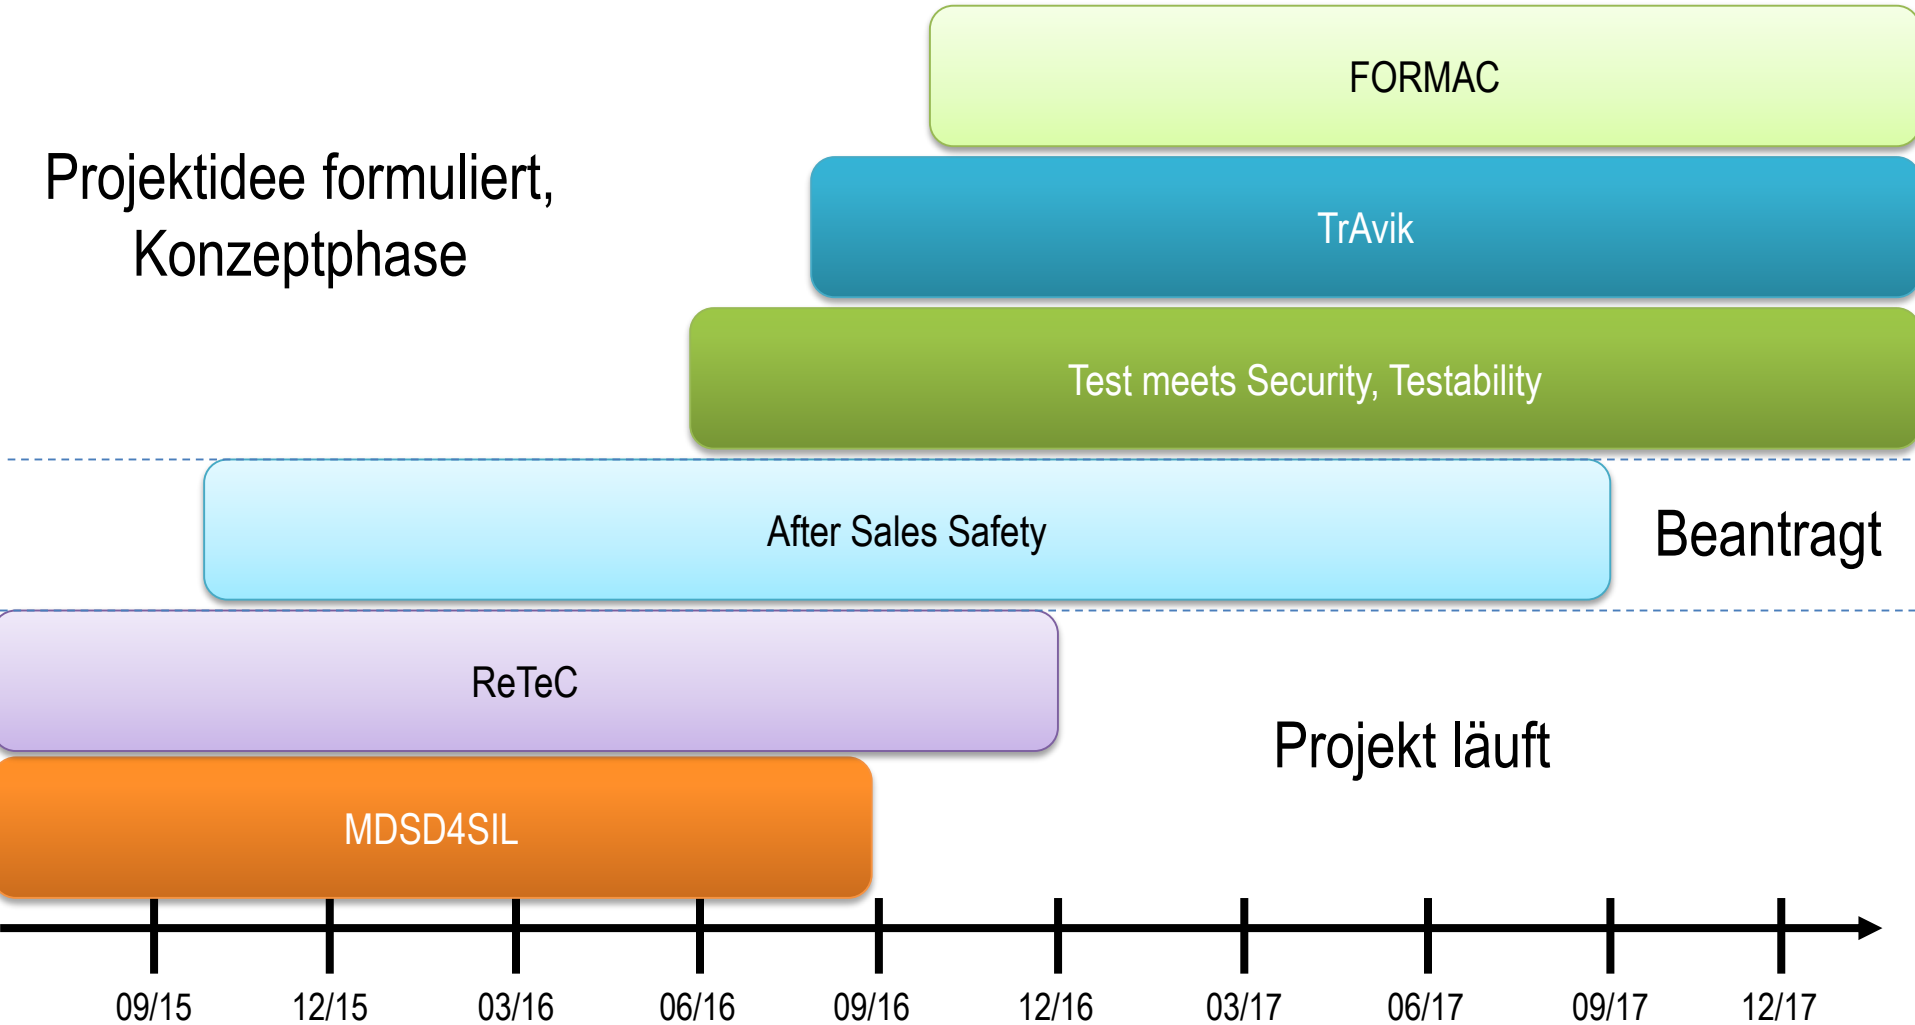 FORMAC
Projektidee formuliert,
Konzeptphase
TrAvik
Test meets Security, Testability
After Sales Safety
Beantragt
ReTeC
Projekt läuft
MDSD4SIL
09/15 12/15 03/16 06/16 09/16 12/16 03/17 06/17 09/17 12/17